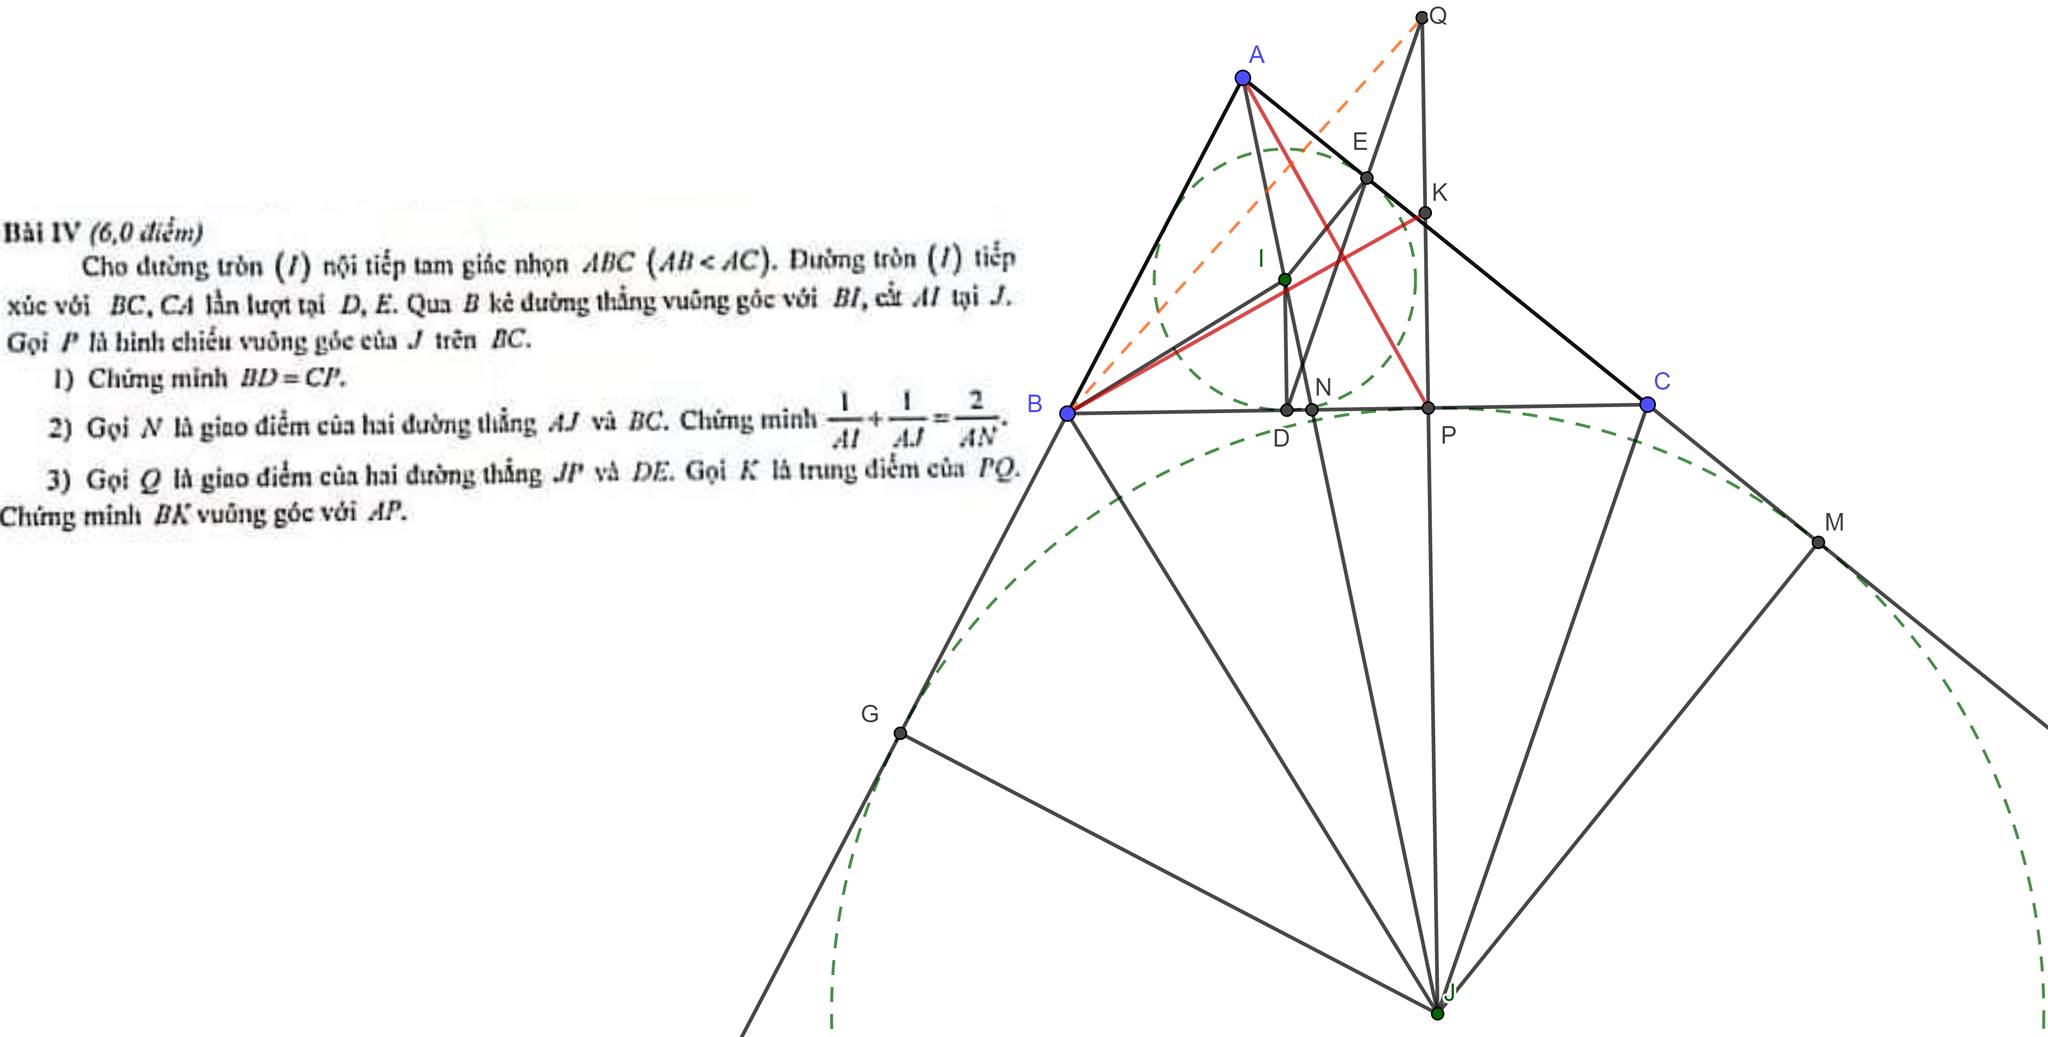 Bài IV (6,0 điểm)
Cho đường tròn (I) nội tiếp tam giác nhọn ABC (AB < AC). Đường tròn (I) tiếp
xúc với BC, CA lần lượt tại D, E. Qua B kẻ đường thẳng vuông góc với BI, cắt AI tại J.
Gọi P là hình chiếu vuông góc của J trên BC.
1) Chứng minh BD = CP.
2) Gọi N là giao điểm của hai đường thẳng AJ và BC. Chứng minh 1/AI + 1/AJ = 2/AN.
3) Gọi Q là giao điểm của hai đường thẳng JP và DE. Gọi K là trung điểm của PQ.
Chứng minh BK vuông góc với AP.
Q
A
E
K
I
N
C
B
D
P
M
G
J